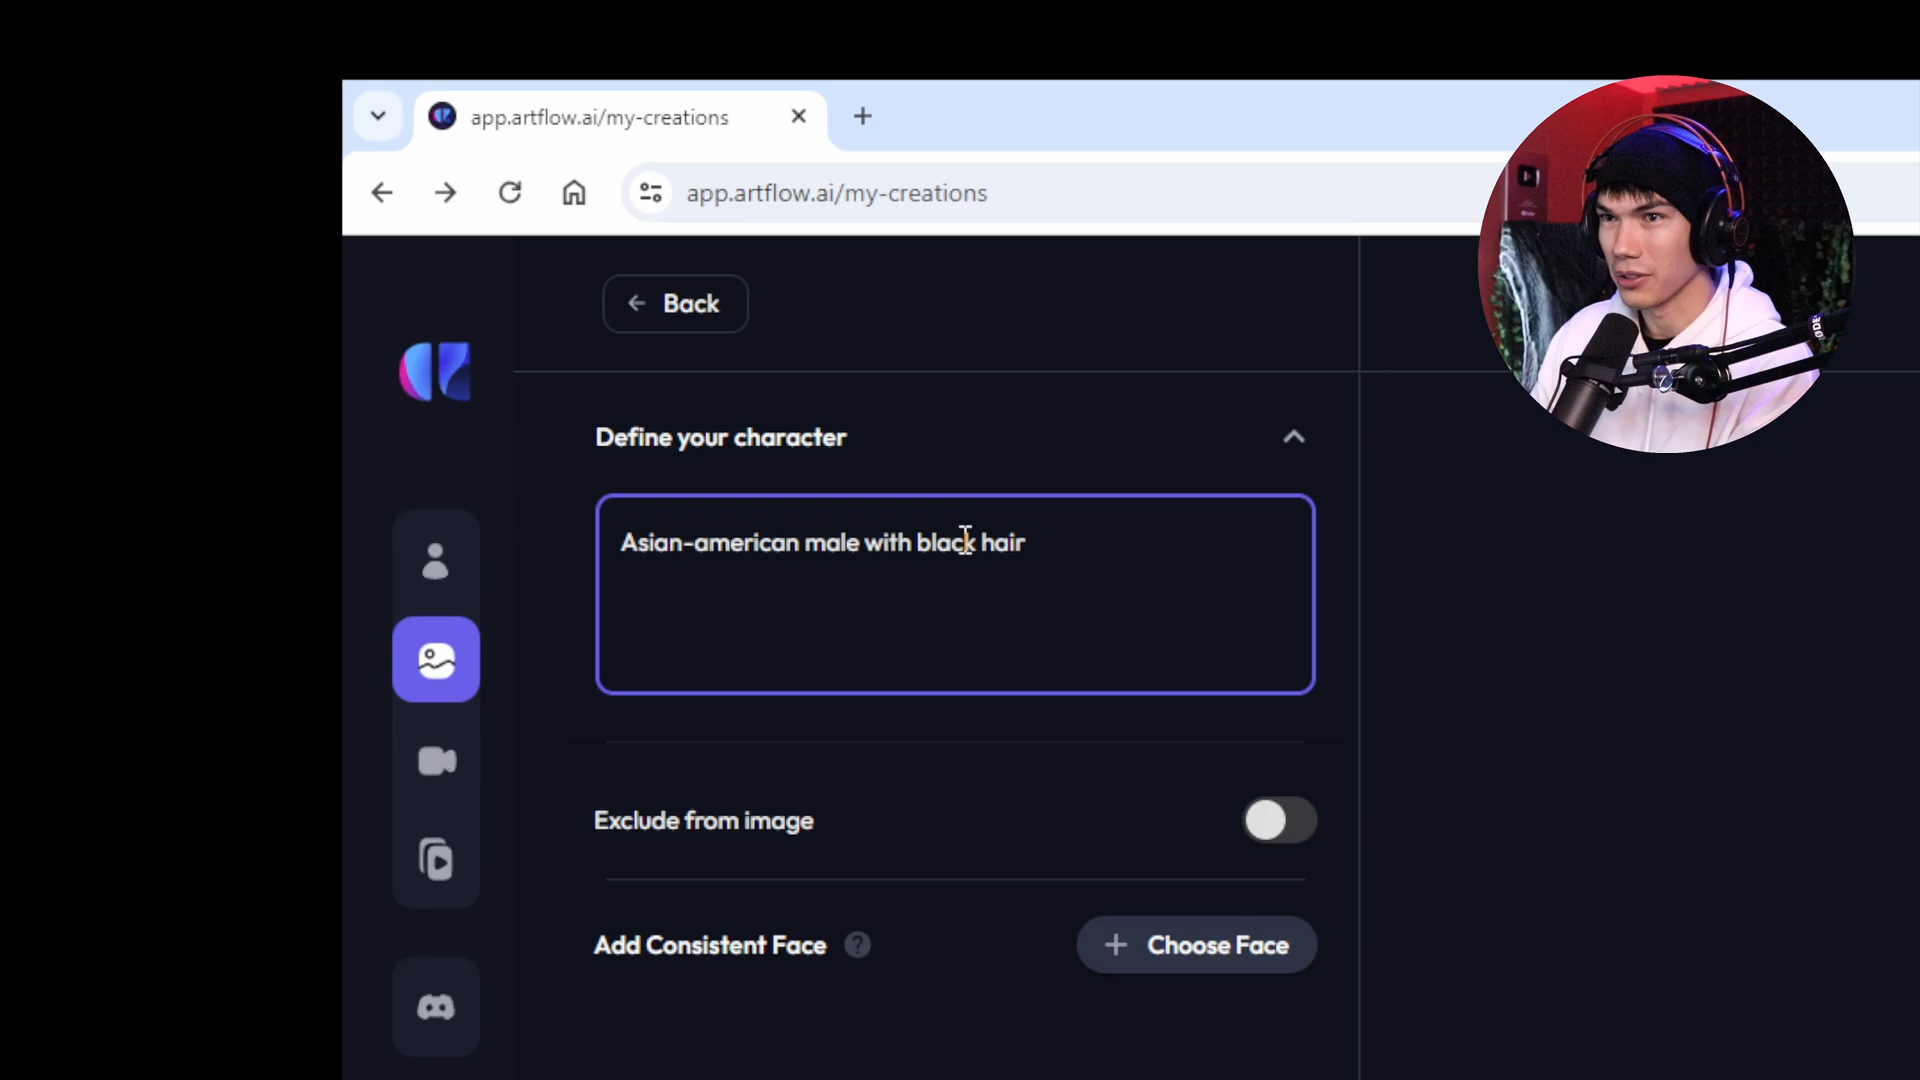 app.artflow.ai/my-creations
app.artflow.ai/my-creations
Back
Define your character
Asian-american male with black hair
Exclude from image
Add Consistent Face ?
+ Choose Face
RØDE